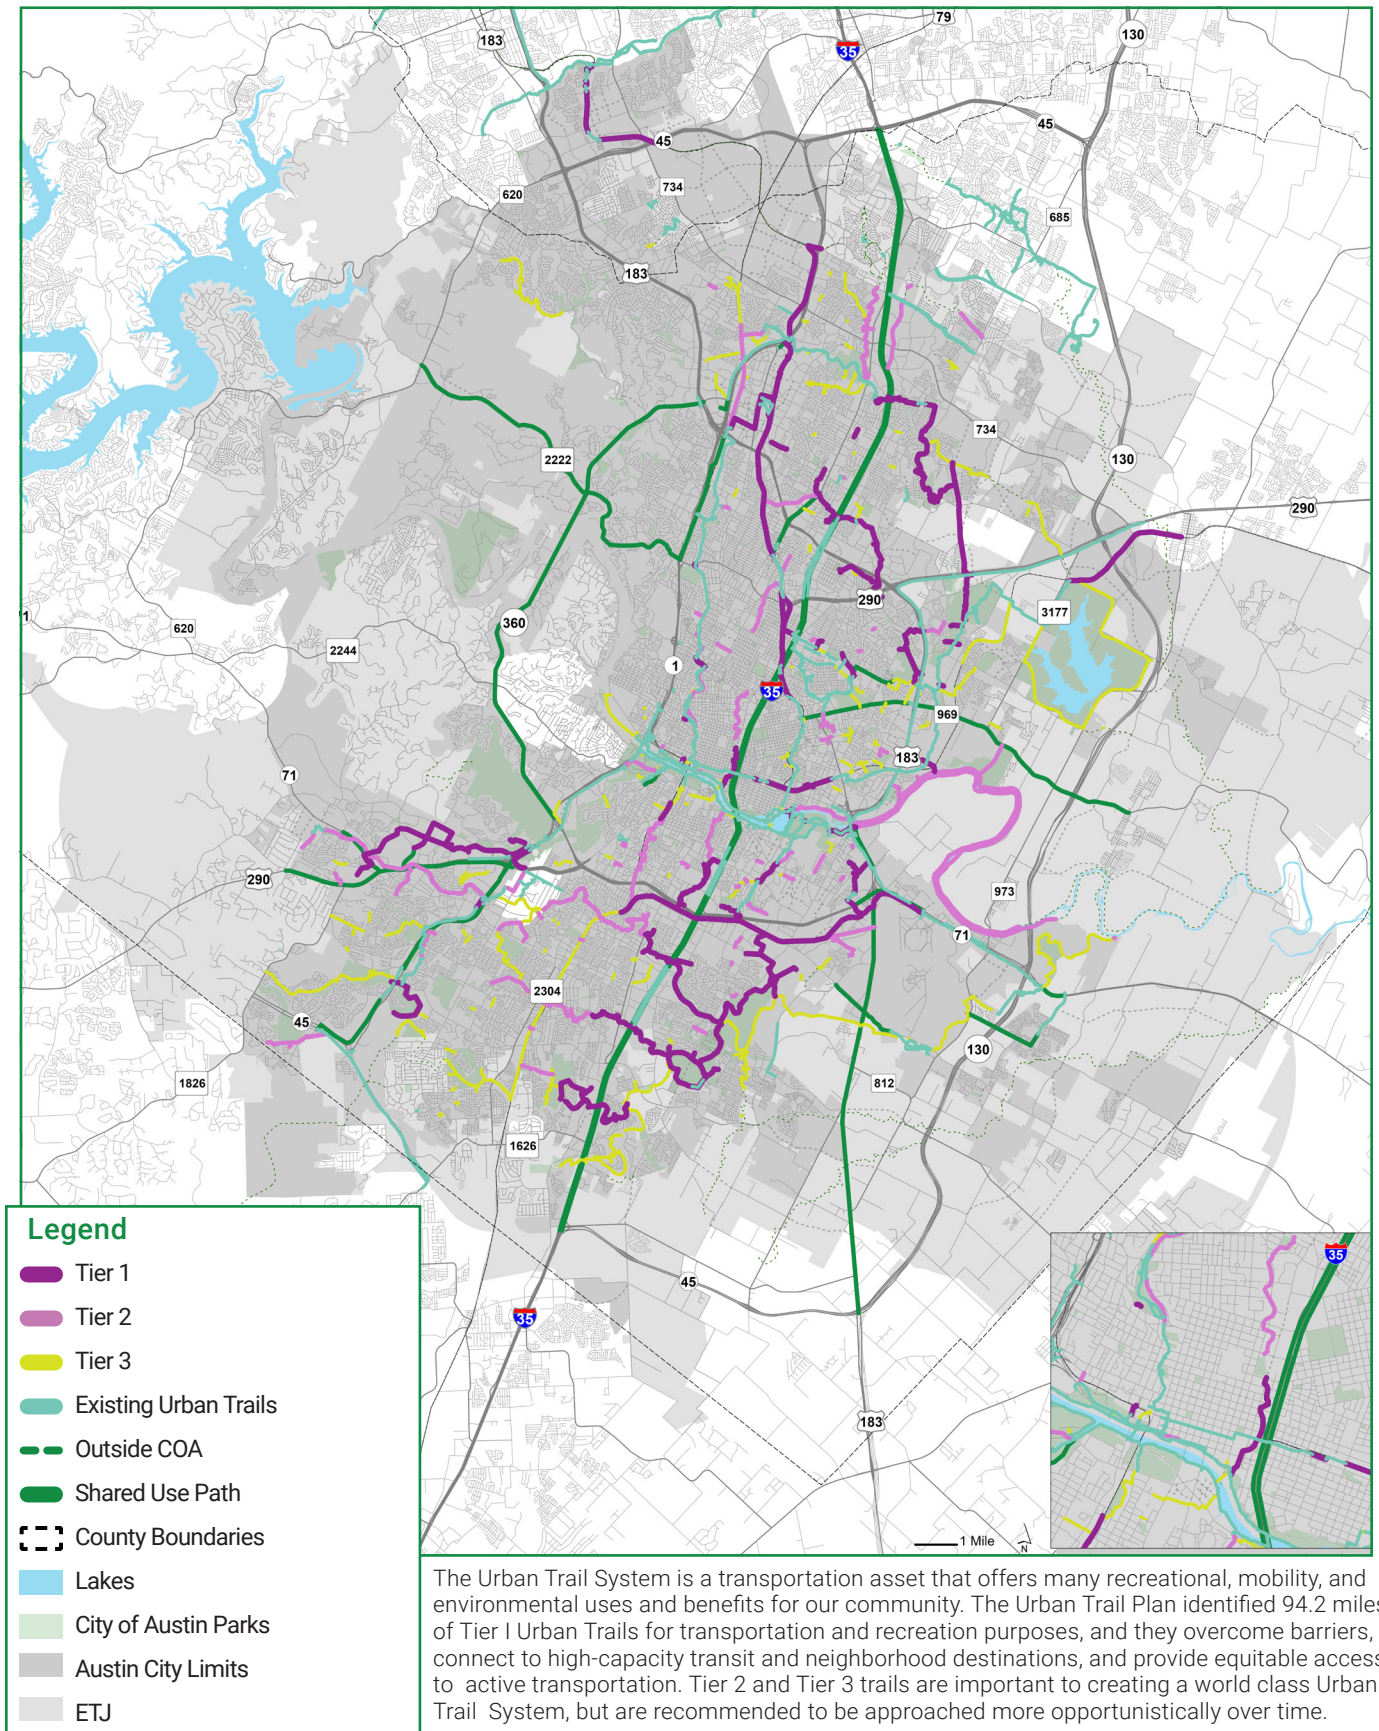 183
79
35
130
45
45
734
620
685
183
734
2222
130
290
290
3177
1
620
360
2244
1
35
969
183
71
290
973
71
2304
45
130
1826
812
1626
45
35
183
35
1 Mile
N
Legend
Tier 1
Tier 2
Tier 3
Existing Urban Trails
Outside COA
Shared Use Path
County Boundaries
Lakes
City of Austin Parks
Austin City Limits
ETJ
The Urban Trail System is a transportation asset that offers many recreational, mobility, and
environmental uses and benefits for our community. The Urban Trail Plan identified 94.2 miles
of Tier I Urban Trails for transportation and recreation purposes, and they overcome barriers,
connect to high-capacity transit and neighborhood destinations, and provide equitable access
to active transportation. Tier 2 and Tier 3 trails are important to creating a world class Urban
Trail System, but are recommended to be approached more opportunistically over time.